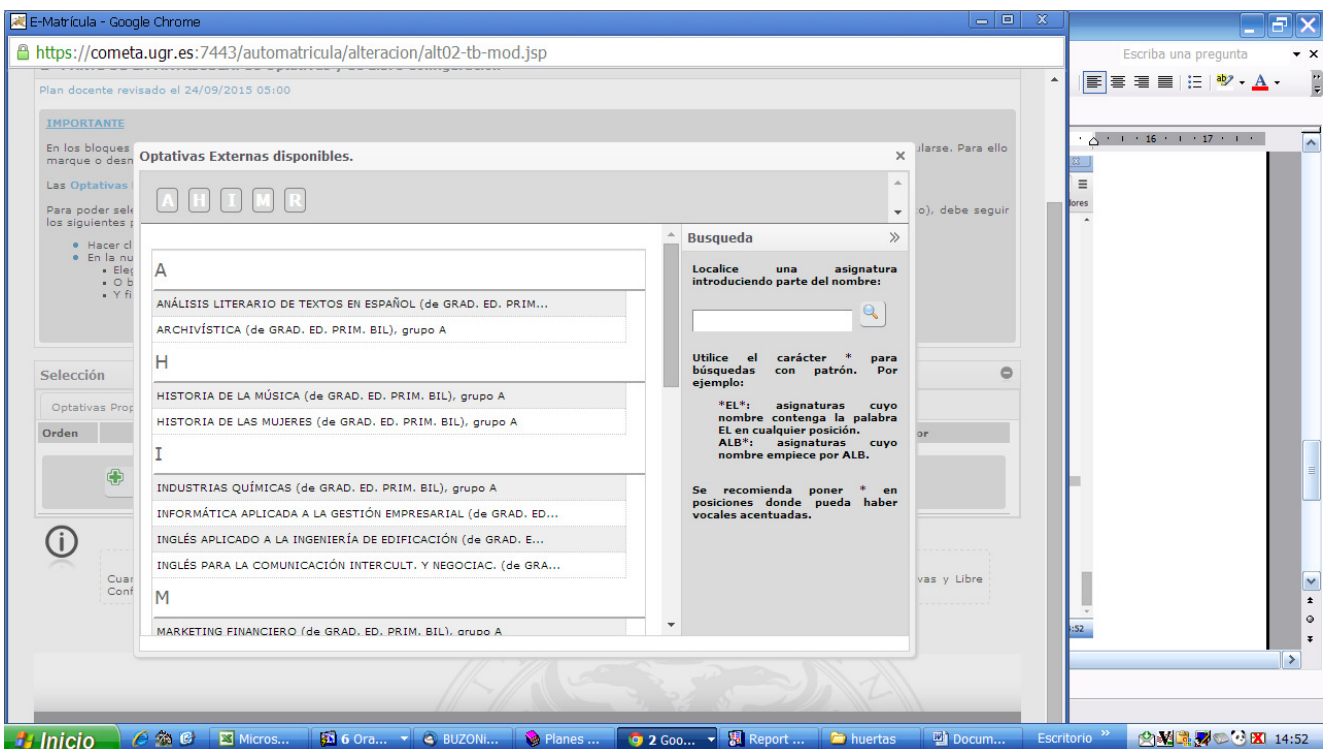 E-Matrícula - Google Chrome
https://cometa.ugr.es:7443/automatricula/alteracion/alt02-tb-mod.jsp
Escriba una pregunta
Plan docente revisado el 24/09/2015 05:00
IMPORTANTE
En los bloques
ularse. Para ello
marque o desn
Las Optativas
Para poder sele
o), debe seguir
los siguientes p
Hacer cl
En la nu
Eleg
O b
Y fi
Optativas Externas disponibles.
A H I M R
A
ANÁLISIS LITERARIO DE TEXTOS EN ESPAÑOL (de GRAD. ED. PRIM...
ARCHIVÍSTICA (de GRAD. ED. PRIM. BIL), grupo A
H
HISTORIA DE LA MÚSICA (de GRAD. ED. PRIM. BIL), grupo A
HISTORIA DE LAS MUJERES (de GRAD. ED. PRIM. BIL), grupo A
I
INDUSTRIAS QUÍMICAS (de GRAD. ED. PRIM. BIL), grupo A
INFORMÁTICA APLICADA A LA GESTIÓN EMPRESARIAL (de GRAD. ED...
INGLÉS APLICADO A LA INGENIERÍA DE EDIFICACIÓN (de GRAD. E...
INGLÉS PARA LA COMUNICACIÓN INTERCULT. Y NEGOCIAC. (de GRA...
M
MARKETING FINANCIERO (de GRAD. ED. PRIM. BIL), grupo A
Busqueda
Localice una asignatura
introduciendo parte del nombre:
Utilice el carácter * para
búsquedas con patrón. Por
ejemplo:
*EL*: asignaturas cuyo
nombre contenga la palabra
EL en cualquier posición.
ALB*: asignaturas cuyo
nombre empiece por ALB.
Se recomienda poner * en
posiciones donde pueda haber
vocales acentuadas.
Selección
Optativas Prop
Orden
or
Cuar
vas y Libre
Conf
16 17
lores
:52
Inicio
Micros...
6 Ora...
BUZONi...
Planes ...
2 Goo...
Report ...
huertas
Docum...
Escritorio
14:52